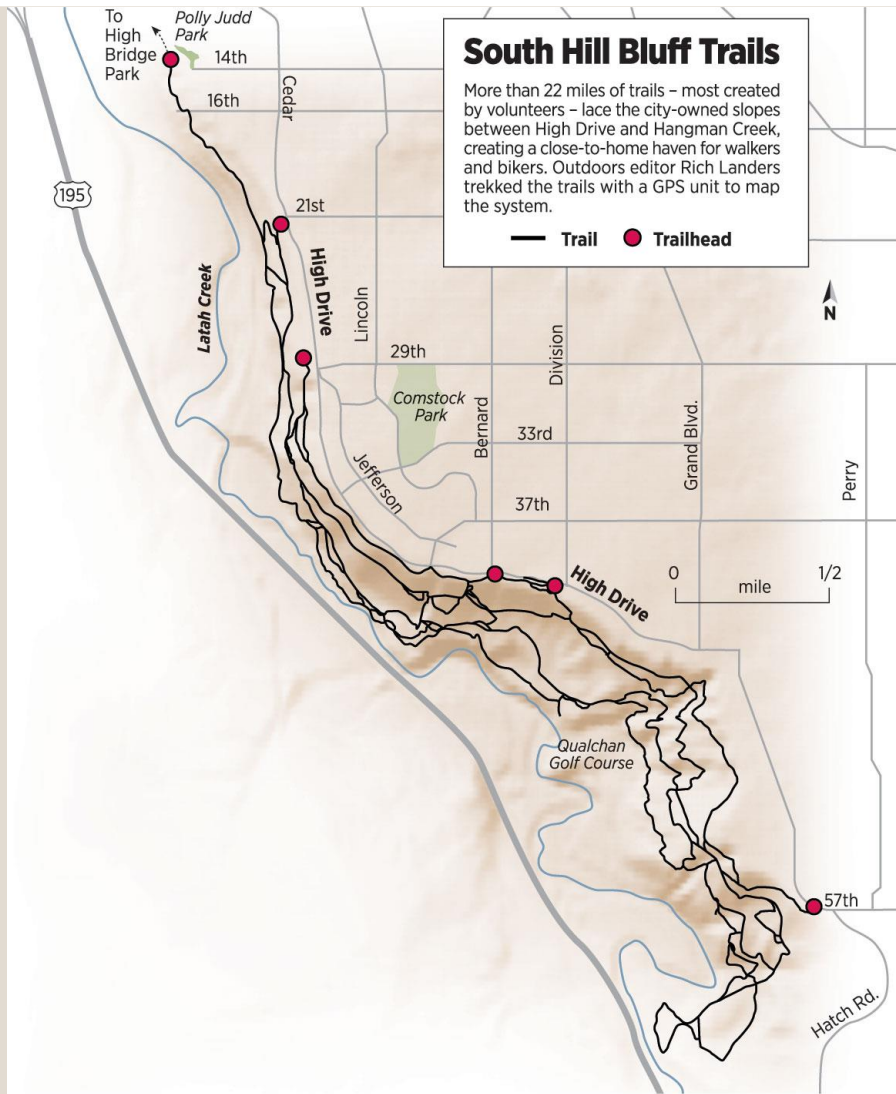 To
High
Bridge
Park
Polly Judd
Park
14th
16th
Cedar
195
21st
High Drive
Latah Creek
Lincoln
29th
Comstock
Park
Division
Bernard
33rd
Grand Blvd.
Perry
Jefferson
37th
South Hill Bluff Trails
More than 22 miles of trails – most created
by volunteers – lace the city-owned slopes
between High Drive and Hangman Creek,
creating a close-to-home haven for walkers
and bikers. Outdoors editor Rich Landers
trekked the trails with a GPS unit to map
the system.
Trail Trailhead
N
High Drive
0 1/2
mile
Qualchan
Golf Course
57th
Hatch Rd.